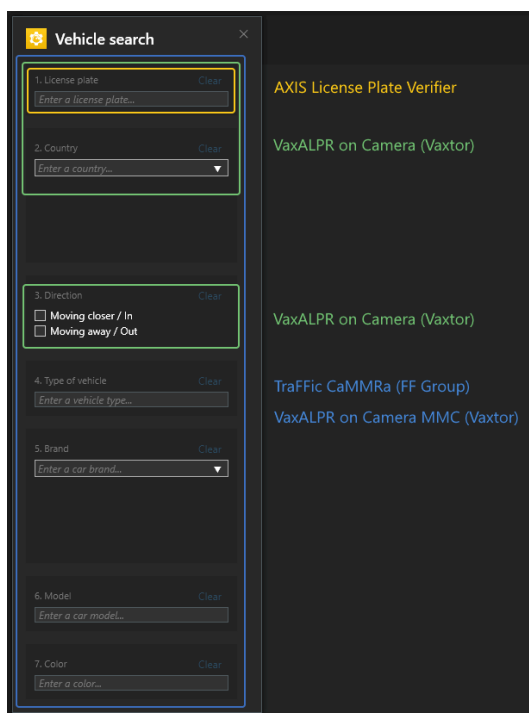 Vehicle search
1. License plate Clear
Enter a license plate...
AXIS License Plate Verifier
2. Country Clear
VaxALPR on Camera (Vaxtor)
Enter a country...
3. Direction Clear
Moving closer / In
VaxALPR on Camera (Vaxtor)
Moving away / Out
4. Type of vehicle Clear
TraFFic CaMMRa (FF Group)
Enter a vehicle type...
VaxALPR on Camera MMC (Vaxtor)
5. Brand Clear
Enter a car brand...
6. Model Clear
Enter a car model...
7. Color Clear
Enter a color...